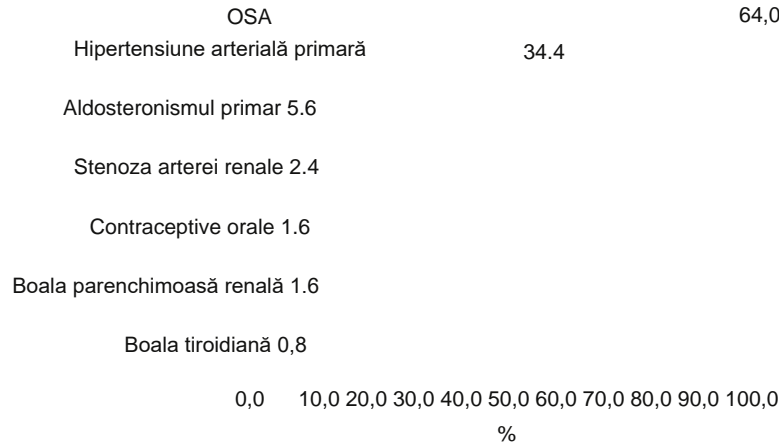 OSA 64,0
Hipertensiune arterială primară 34.4
Aldosteronismul primar 5.6
Stenoza arterei renale 2.4
Contraceptive orale 1.6
Boala parenchimoasă renală 1.6
Boala tiroidiană 0,8
0,0 10,0 20,0 30,0 40,0 50,0 60,0 70,0 80,0 90,0 100,0
%